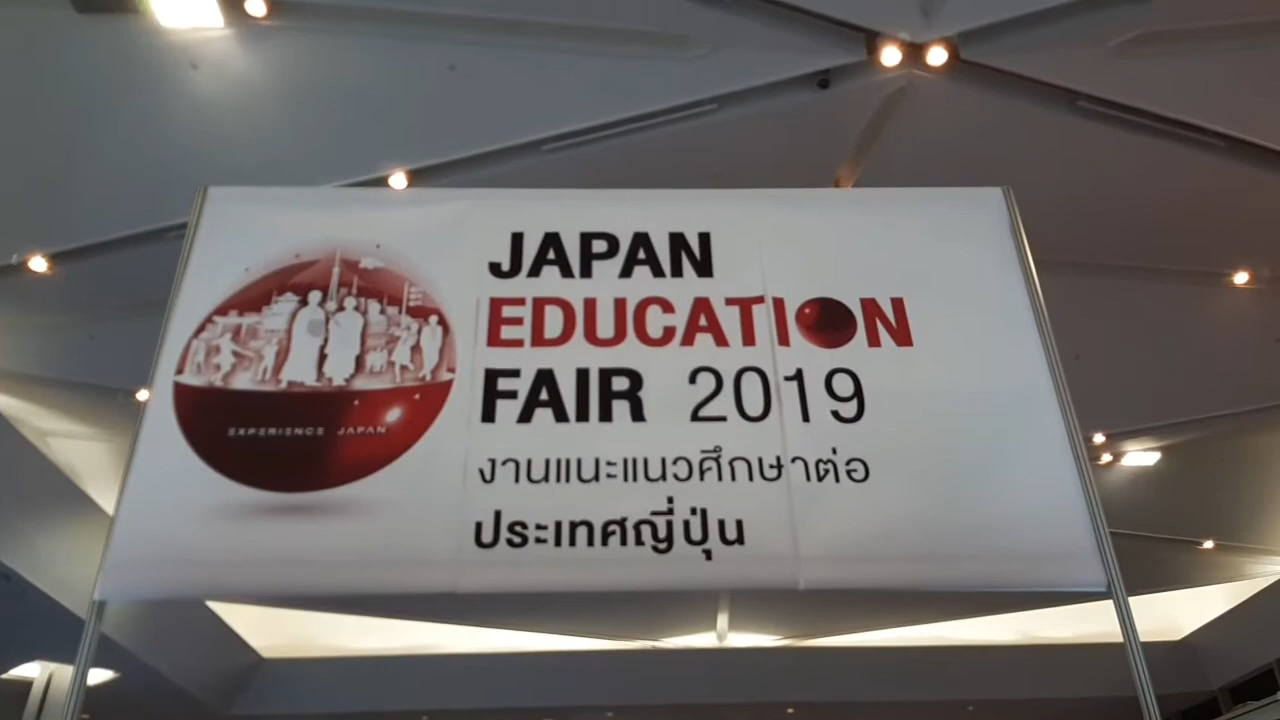 EXPERIENCE JAPAN
JAPAN
EDUCATION
FAIR 2019
งานแนะแนวศึกษาต่อ
ประเทศญี่ปุ่น